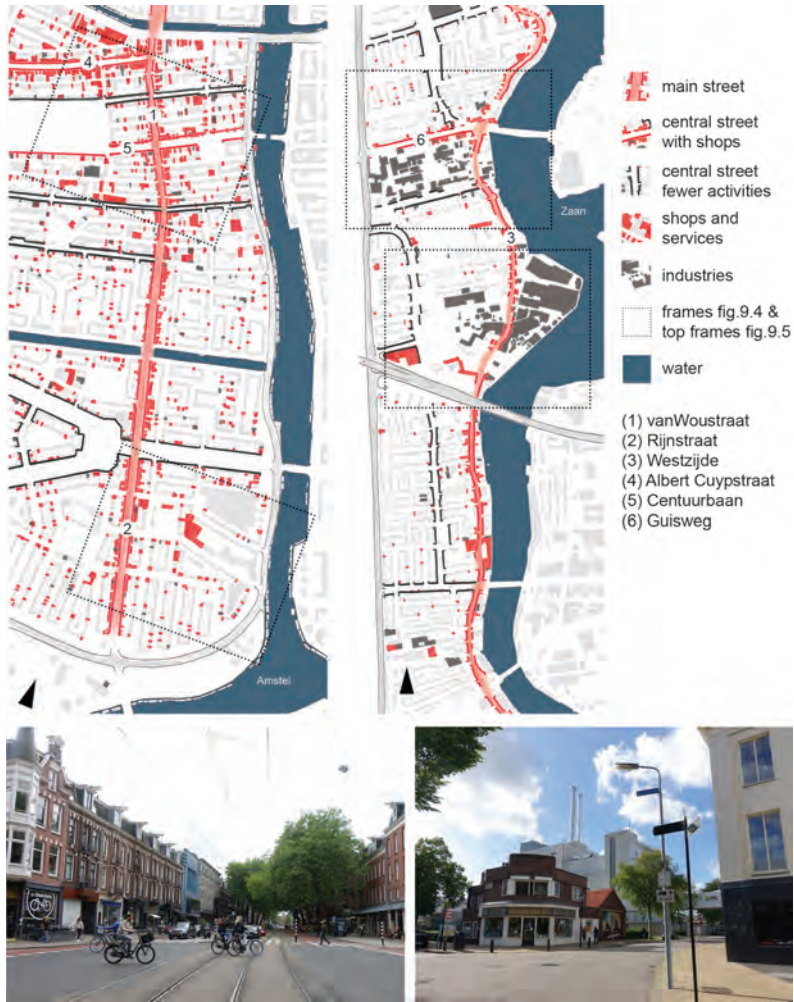 4
1
5
2
Amstel
6
3
Zaan
main street
central street
with shops
central street
fewer activities
shops and
services
industries
frames fig.9.4 &
top frames fig.9.5
water
(1) vanWoustraat
(2) Rijnstraat
(3) Westzijde
(4) Albert Cuypstraat
(5) Centuurbaan
(6) Guisweg